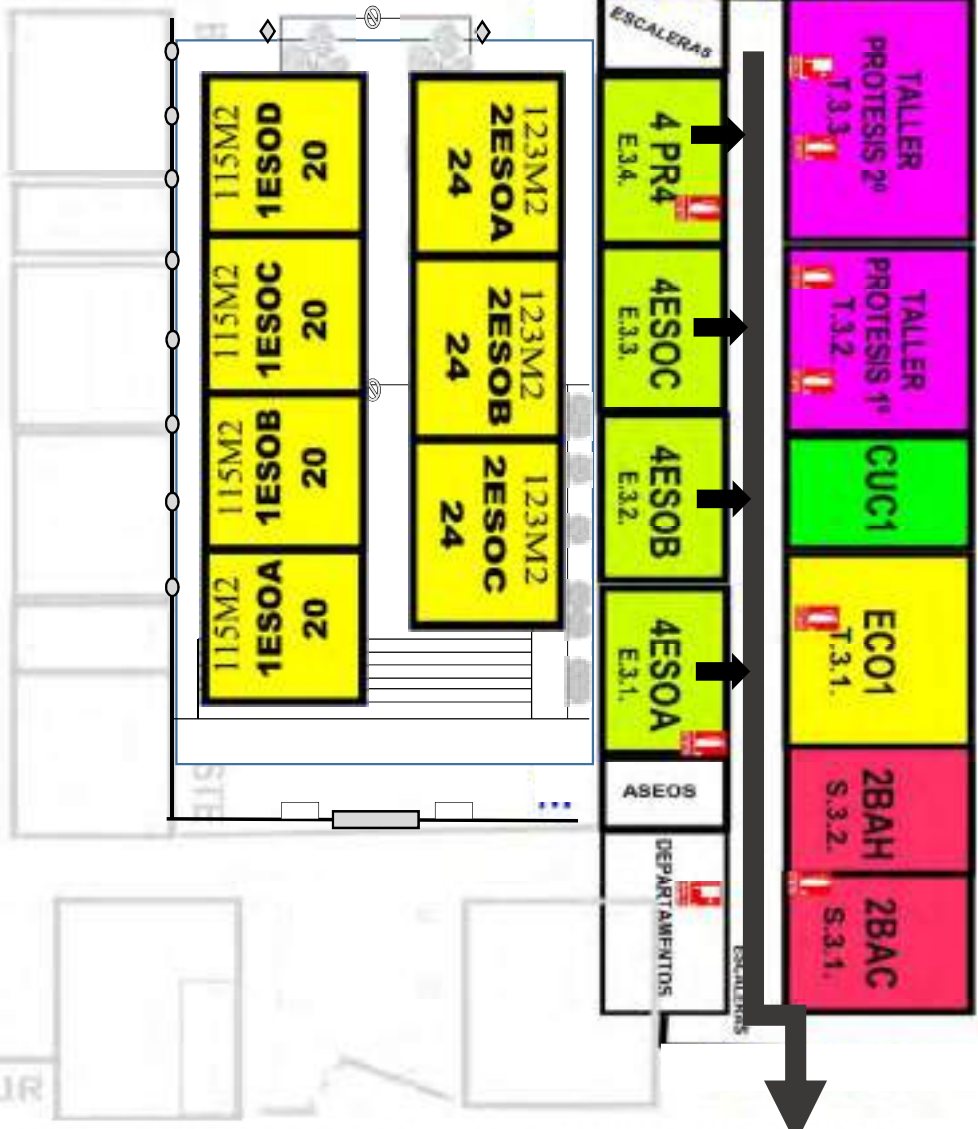 ESCALERAS
TALLER
PROTESIS 2º
T.3.3
115M2
1ESOD
20
123M2
2ESOA
24
4 PR4
E.3.4.
115M2
1ESOC
20
123M2
2ESOB
24
4ESOC
E.3.3.
TALLER
PROTESIS 1º
T.3.2
115M2
1ESOB
20
123M2
2ESOC
24
4ESOB
E.3.2.
CUC1
115M2
1ESOA
20
4ESOA
E.3.1.
ECO1
T.3.1.
ASEOS
2BAH
S.3.2.
DEPARTAMENTOS
2BAC
S.3.1.
ESCALERAS